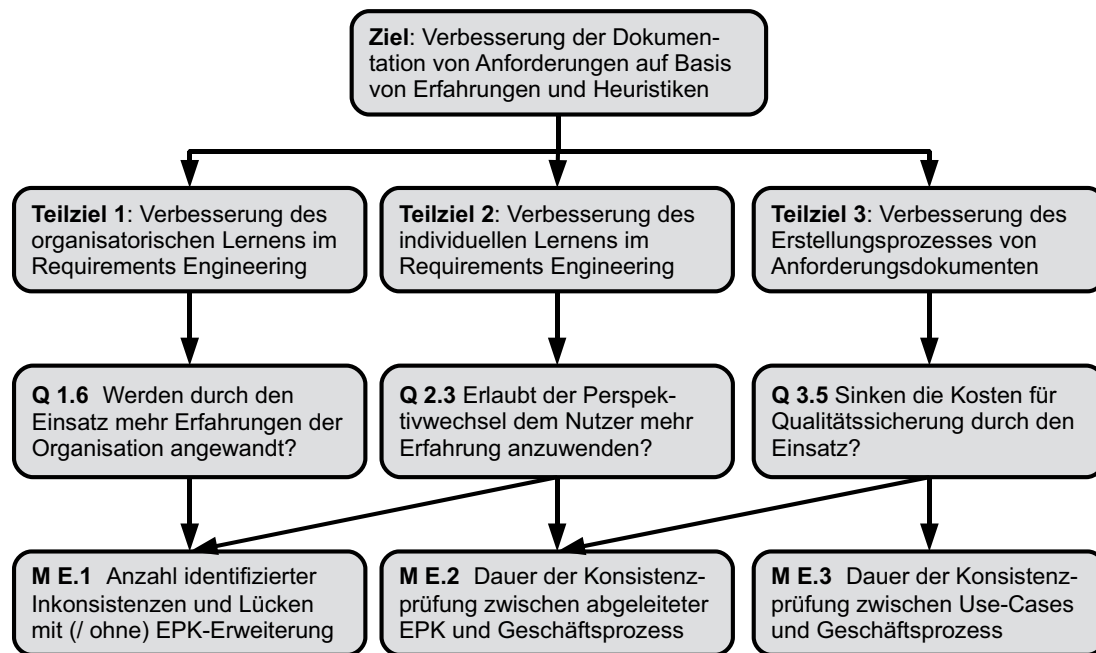 Ziel: Verbesserung der Dokumen-
tation von Anforderungen auf Basis
von Erfahrungen und Heuristiken
Teilziel 1: Verbesserung des
organisatorischen Lernens im
Requirements Engineering
Teilziel 2: Verbesserung des
individuellen Lernens im
Requirements Engineering
Teilziel 3: Verbesserung des
Erstellungsprozesses von
Anforderungsdokumenten
Q 1.6 Werden durch den
Einsatz mehr Erfahrungen der
Organisation angewandt?
Q 2.3 Erlaubt der Perspek-
tivwechsel dem Nutzer mehr
Erfahrung anzuwenden?
Q 3.5 Sinken die Kosten für
Qualitätssicherung durch den
Einsatz?
M E.1 Anzahl identifizierter
Inkonsistenzen und Lücken
mit (/ ohne) EPK-Erweiterung
M E.2 Dauer der Konsistenz-
prüfung zwischen abgeleiteter
EPK und Geschäftsprozess
M E.3 Dauer der Konsistenz-
prüfung zwischen Use-Cases
und Geschäftsprozess